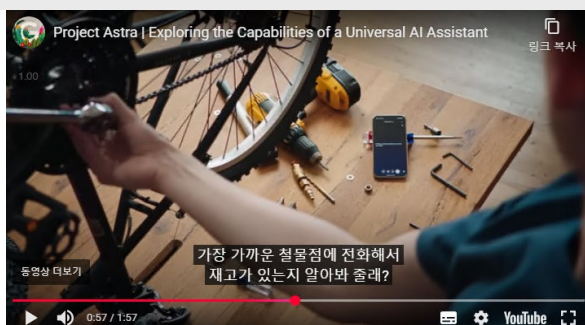 Project Astra | Exploring the Capabilities of a Universal AI Assistant
링크 복사
1.00
가장 가까운 철물점에 전화해서
재고가 있는지 알아봐 줄래?
동영상 더보기
0:57 / 1:57
YouTube